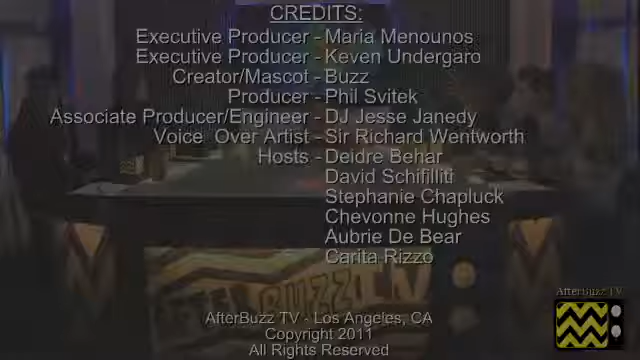 CREDITS:
Executive Producer - Maria Menounos
Executive Producer - Keven Undergaro
Creator/Mascot - Buzz
Producer - Phil Svitek
Associate Producer/Engineer - DJ Jesse Janedy
Voice Over Artist - Sir Richard Wentworth
Hosts - Deidre Behar
David Schifilliti
Stephanie Chapluck
Chevonne Hughes
Aubrie De Bear
Carita Rizzo
BUZZ TV
AfterBuzz TV - Los Angeles, CA
Copyright 2011
All Rights Reserved
AfterBuzz TV